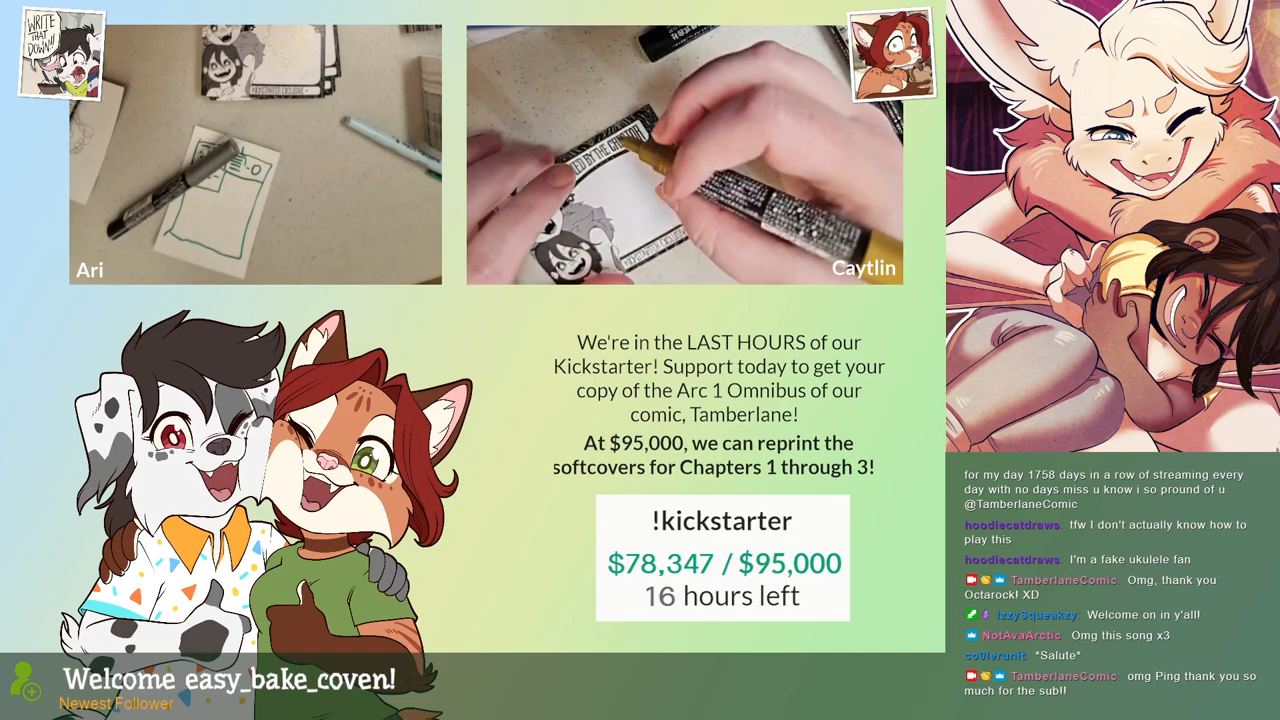 WRITE
THAT
DOWN!!
Ari
Caytlin
We're in the LAST HOURS of our
Kickstarter! Support today to get your
copy of the Arc 1 Omnibus of our
comic, Tamberlane!
At $95,000, we can reprint the
softcovers for Chapters 1 through 3!
!kickstarter
$78,347 / $95,000
16 hours left
Welcome easy_bake_coven!
Newest Follower
for my day 1758 days in a row of streaming every
day with no days miss u know i so pround of u
@TamberlaneComic
hoodiecatdraws: tfw I don't actually know how to
play this
hoodiecatdraws: I'm a fake ukulele fan
TamberlaneComic Omg, thank you
Octarock! XD
IzzySqueakzy: Welcome on in y'all!
NotAvaArctic Omg this song x3
co0lerunit: *Salute*
TamberlaneComic omg Ping thank you so
much for the sub!!